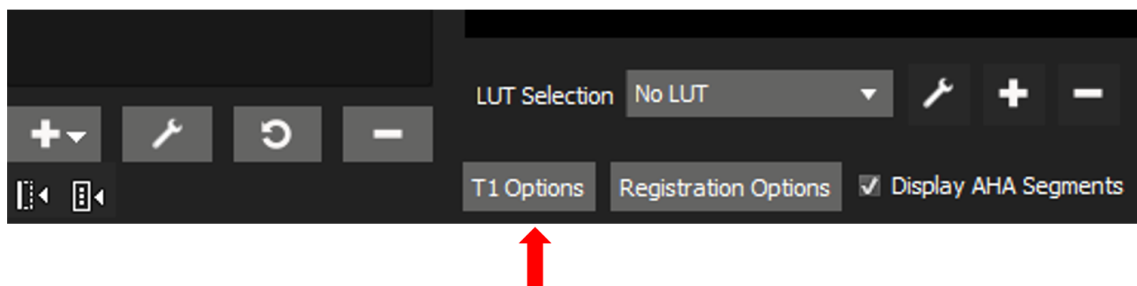 LUT Selection No LUT
T1 Options Registration Options Display AHA Segments